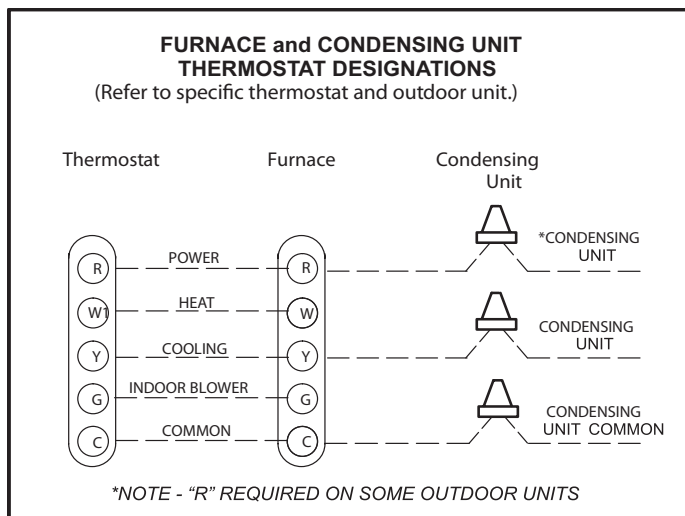 FURNACE and CONDENSING UNIT
THERMOSTAT DESIGNATIONS
(Refer to specific thermostat and outdoor unit.)
Thermostat
Furnace
Condensing
Unit
R
POWER
R
*CONDENSING
UNIT
W1
HEAT
W
Y
COOLING
Y
CONDENSING
UNIT
G
INDOOR BLOWER
G
C
COMMON
C
CONDENSING
UNIT COMMON
*NOTE - “R” REQUIRED ON SOME OUTDOOR UNITS